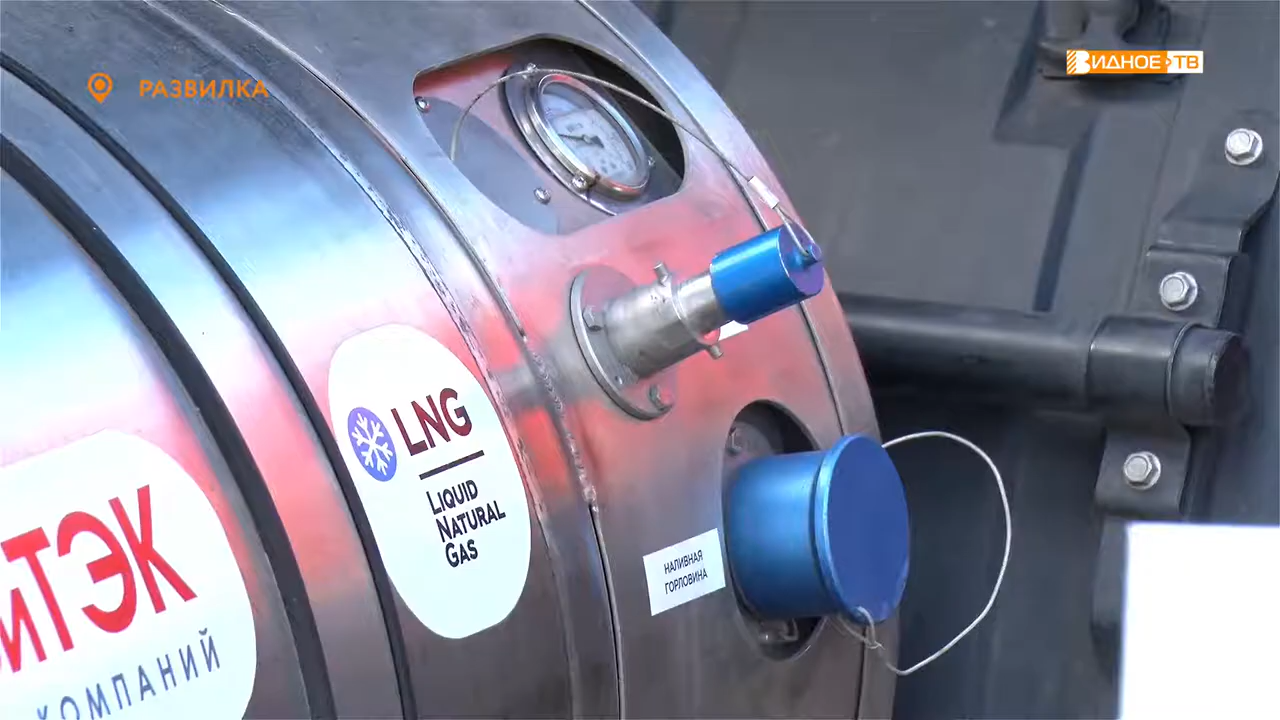 РАЗВИЛКА
ВИДНОЕ ТВ
LNG
LIQUID
NATURAL
GAS
НАЛИВНАЯ
ГОРЛОВИНА
иТЭК
КОМПАНИЙ